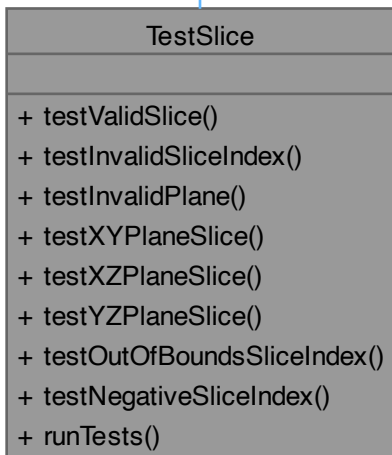 TestSlice
+ testValidSlice()
+ testInvalidSliceIndex()
+ testInvalidPlane()
+ testXYPlaneSlice()
+ testXZPlaneSlice()
+ testYZPlaneSlice()
+ testOutOfBoundsSliceIndex()
+ testNegativeSliceIndex()
+ runTests()